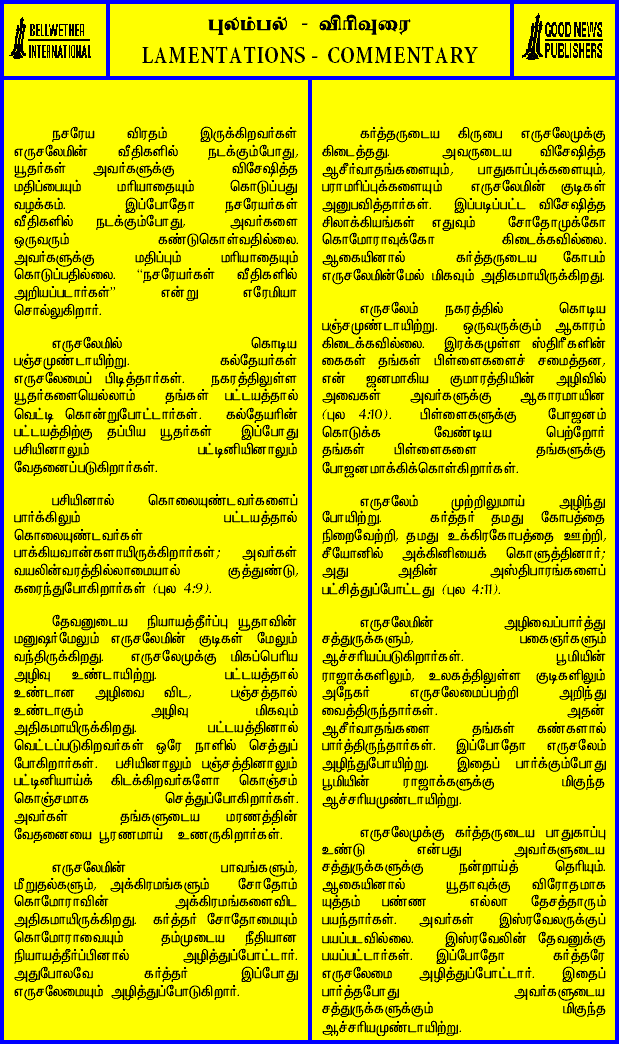 BELLWETHER
INTERNATIONAL
புலம்பல் - விரிவுரை
LAMENTATIONS - COMMENTARY
GOOD NEWS
PUBLISHERS
நசரேய விரதம் இருக்கிறவர்கள்
எருசலேமின் வீதிகளில் நடக்கும்போது,
யூதர்கள் அவர்களுக்கு விசேஷித்த
மதிப்பையும் மரியாதையும் கொடுப்பது
வழக்கம். இப்போதோ நசரேயர்கள்
வீதிகளில் நடக்கும்போது, அவர்களை
ஒருவரும் கண்டுகொள்வதில்லை.
அவர்களுக்கு மதிப்பும் மரியாதையும்
கொடுப்பதில்லை. “நசரேயர்கள் வீதிகளில்
அறியப்படார்கள்” என்று எரேமியா
சொல்லுகிறார்.
எருசலேமில் கொடிய
பஞ்சமுண்டாயிற்று. கல்தேயர்கள்
எருசலேமைப் பிடித்தார்கள். நகரத்திலுள்ள
யூதர்களையெல்லாம் தங்கள் பட்டயத்தால்
வெட்டி கொன்றுபோட்டார்கள். கல்தேயரின்
பட்டயத்திற்கு தப்பிய யூதர்கள் இப்போது
பசியினாலும் பட்டினியினாலும்
வேதனைப்படுகிறார்கள்.
பசியினால் கொலையுண்டவர்களைப்
பார்க்கிலும் பட்டயத்தால்
கொலையுண்டவர்கள்
பாக்கியவான்களாயிருக்கிறார்கள்; அவர்கள்
வயலின்வரத்தில்லாமையால் குத்துண்டு,
கரைந்துபோகிறார்கள் (புல 4:9).
தேவனுடைய நியாயத்தீர்ப்பு யூதாவின்
மனுஷர்மேலும் எருசலேமின் குடிகள் மேலும்
வந்திருக்கிறது. எருசலேமுக்கு மிகப்பெரிய
அழிவு உண்டாயிற்று. பட்டயத்தால்
உண்டான அழிவை விட, பஞ்சத்தால்
உண்டாகும் அழிவு மிகவும்
அதிகமாயிருக்கிறது. பட்டயத்தினால்
வெட்டப்படுகிறவர்கள் ஒரே நாளில் செத்துப்
போகிறார்கள். பசியினாலும் பஞ்சத்தினாலும்
பட்டினியாய்க் கிடக்கிறவர்களோ கொஞ்சம்
கொஞ்சமாக செத்துப்போகிறார்கள்.
அவர்கள் தங்களுடைய மரணத்தின்
வேதனையை பூரணமாய் உணருகிறார்கள்.
எருசலேமின் பாவங்களும்,
மீறுதல்களும், அக்கிரமங்களும் சோதோம்
கொமோராவின் அக்கிரமங்களைவிட
அதிகமாயிருக்கிறது. கர்த்தர் சோதோமையும்
கொமோராவையும் தம்முடைய நீதியான
நியாயத்தீர்ப்பினால் அழித்துப்போட்டார்.
அதுபோலவே கர்த்தர் இப்போது
எருசலேமையும் அழித்துப்போடுகிறார்.
கர்த்தருடைய கிருபை எருசலேமுக்கு
கிடைத்தது. அவருடைய விசேஷித்த
ஆசீர்வாதங்களையும், பாதுகாப்புக்களையும்,
பராமரிப்புக்களையும் எருசலேமின் குடிகள்
அனுபவித்தார்கள். இப்படிப்பட்ட விசேஷித்த
சிலாக்கியங்கள் எதுவும் சோதோமுக்கோ
கொமோராவுக்கோ கிடைக்கவில்லை.
ஆகையினால் கர்த்தருடைய கோபம்
எருசலேமின்மேல் மிகவும் அதிகமாயிருக்கிறது.
எருசலேம் நகரத்தில் கொடிய
பஞ்சமுண்டாயிற்று. ஒருவருக்கும் ஆகாரம்
கிடைக்கவில்லை. இரக்கமுள்ள ஸ்திரீகளின்
கைகள் தங்கள் பிள்ளைகளைச் சமைத்தன,
என் ஜனமாகிய குமாரத்தியின் அழிவில்
அவைகள் அவர்களுக்கு ஆகாரமாயின
(புல 4:10). பிள்ளைகளுக்கு போஜனம்
கொடுக்க வேண்டிய பெற்றோர்
தங்கள் பிள்ளைகளை தங்களுக்கு
போஜனமாக்கிக்கொள்கிறார்கள்.
எருசலேம் முற்றிலுமாய் அழிந்து
போயிற்று. கர்த்தர் தமது கோபத்தை
நிறைவேற்றி, தமது உக்கிரகோபத்தை ஊற்றி,
சீயோனில் அக்கினியைக் கொளுத்தினார்;
அது அதின் அஸ்திபாரங்களைப்
பட்சித்துப்போட்டது (புல 4:11).
எருசலேமின் அழிவைப்பார்த்து
சத்துருக்களும், பகைஞர்களும்
ஆச்சரியப்படுகிறார்கள். பூமியின்
ராஜாக்களிலும், உலகத்திலுள்ள குடிகளிலும்
அநேகர் எருசலேமைப்பற்றி அறிந்து
வைத்திருந்தார்கள். அதன்
ஆசீர்வாதங்களை தங்கள் கண்களால்
பார்த்திருந்தார்கள். இப்போதோ எருசலேம்
அழிந்துபோயிற்று. இதைப் பார்க்கும்போது
பூமியின் ராஜாக்களுக்கு மிகுந்த
ஆச்சரியமுண்டாயிற்று.
எருசலேமுக்கு கர்த்தருடைய பாதுகாப்பு
உண்டு என்பது அவர்களுடைய
சத்துருக்களுக்கு நன்றாய்த் தெரியும்.
ஆகையினால் யூதாவுக்கு விரோதமாக
யுத்தம் பண்ண எல்லா தேசத்தாரும்
பயந்தார்கள். அவர்கள் இஸ்ரவேலருக்குப்
பயப்படவில்லை. இஸ்ரவேலின் தேவனுக்கு
பயப்பட்டார்கள். இப்போதோ கர்த்தரே
எருசலேமை அழித்துப்போட்டார். இதைப்
பார்த்தபோது அவர்களுடைய
சத்துருக்களுக்கும் மிகுந்த
ஆச்சரியமுண்டாயிற்று.